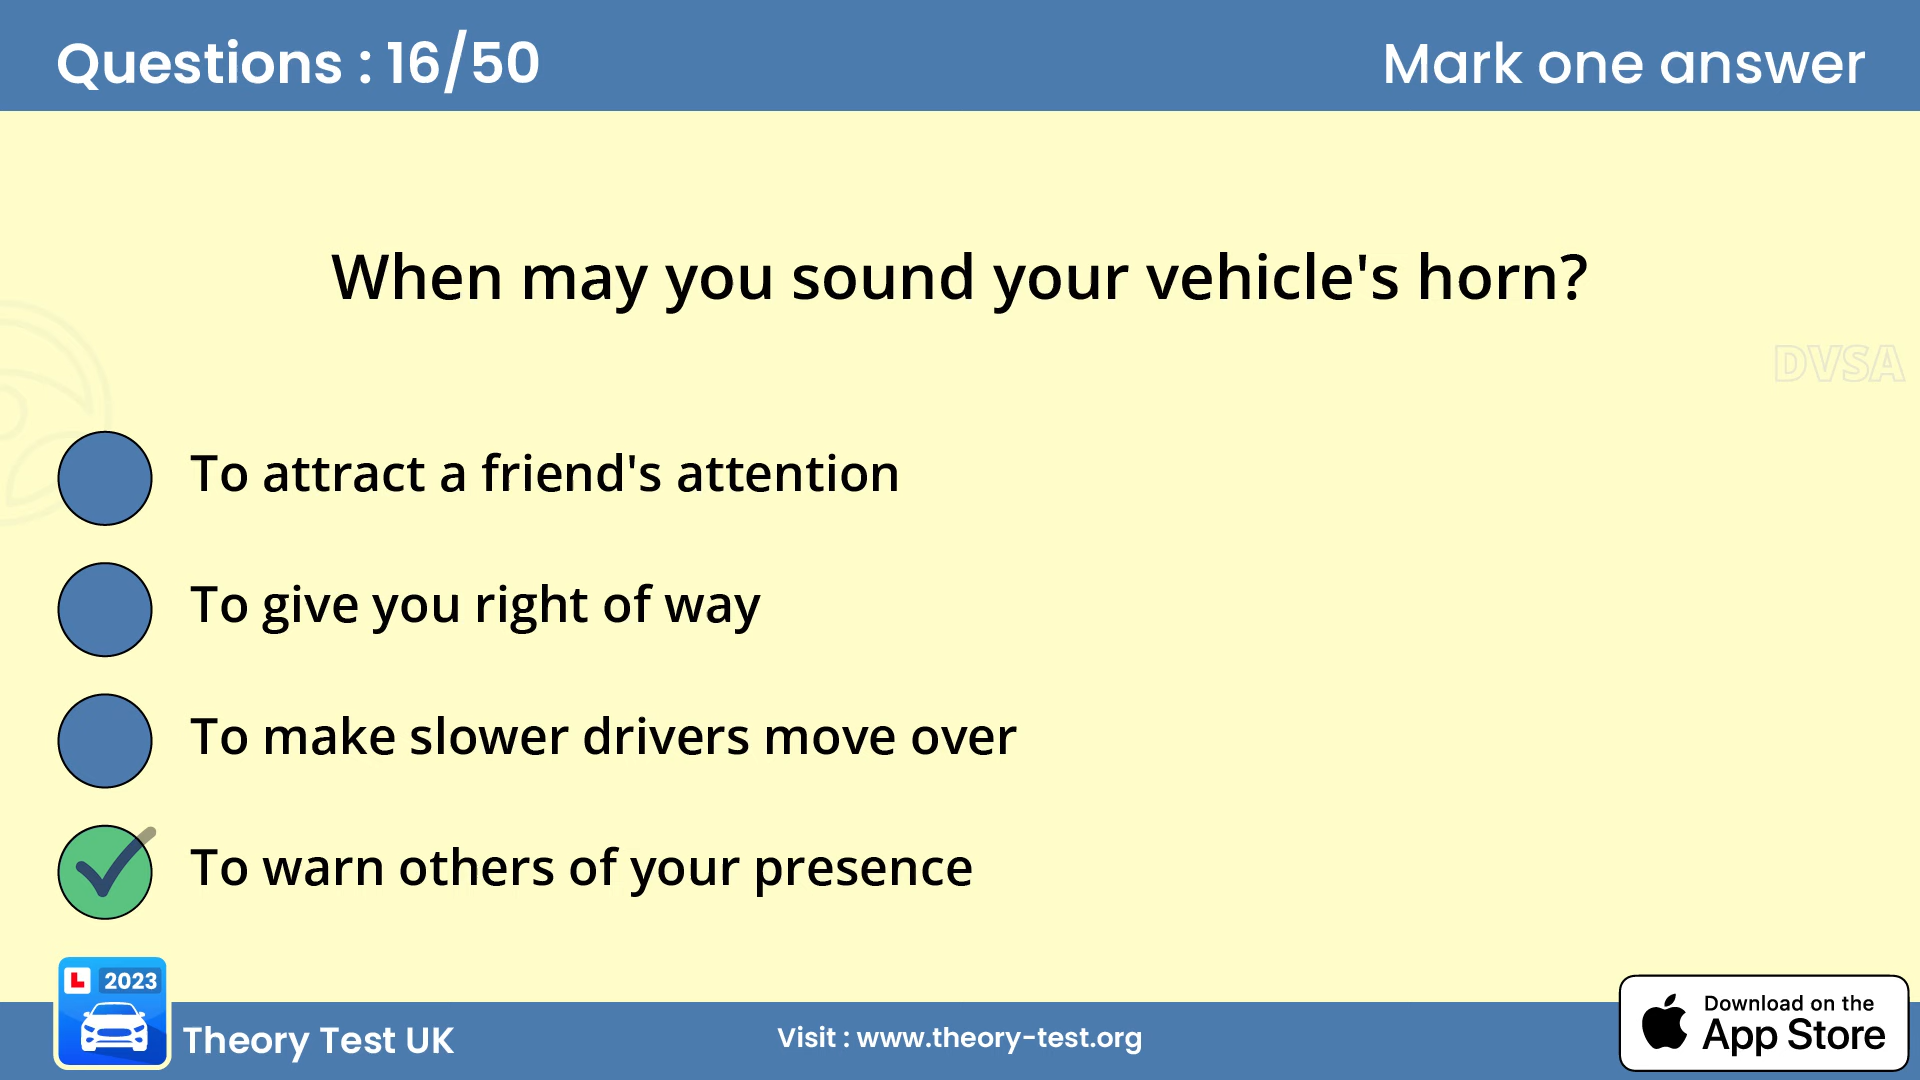 Questions : 16/50
Mark one answer
When may you sound your vehicle's horn?
DVSA
To attract a friend's attention
To give you right of way
To make slower drivers move over
To warn others of your presence
L 2023
Theory Test UK
Visit : www.theory-test.org
Download on the
App Store